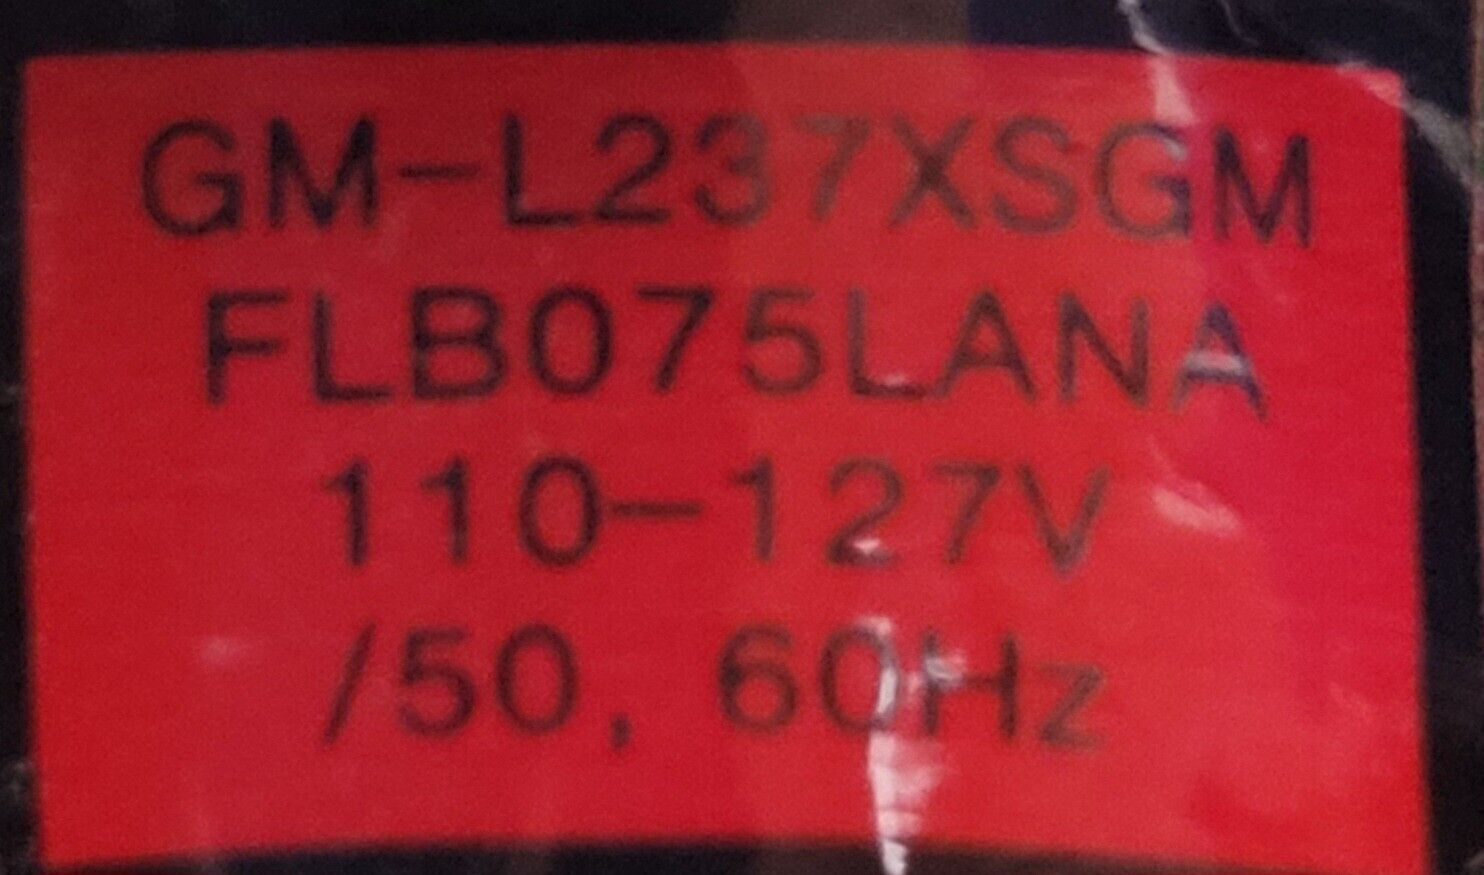 GM-L237XSGM
FLB075LANA
110-127V
/50, 60Hz